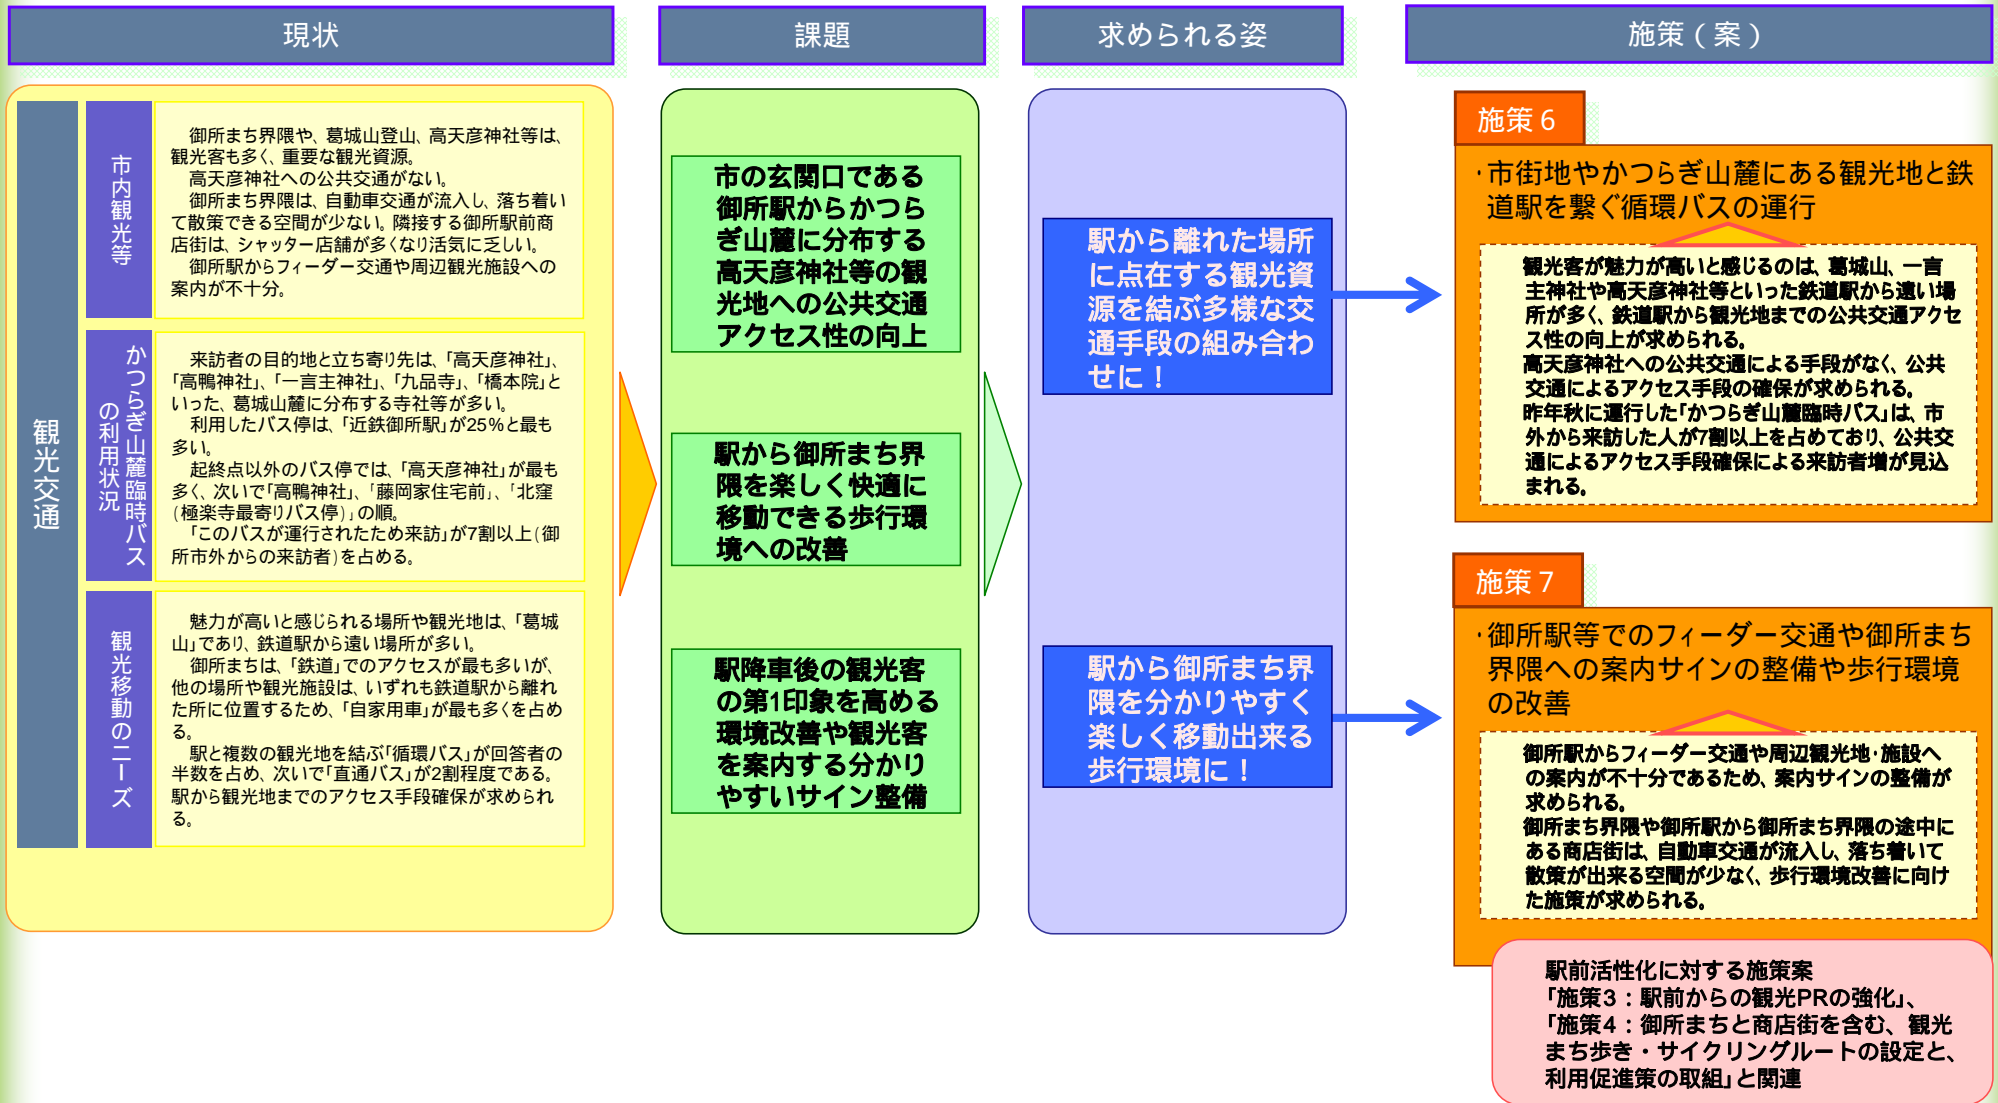 現状
課題
求められる姿
施策（案）
観光交通
市内観光等
御所まち界隈や、葛城山登山、高天彦神社等は、
観光客も多く、重要な観光資源。
高天彦神社への公共交通がない。
御所まち界隈は、自動車交通が流入し、落ち着い
て散策できる空間が少ない。隣接する御所駅前商
店街は、シャッター店舗が多くなり活気に乏しい。
御所駅からフィーダー交通や周辺観光施設への
案内が不十分。
かつらぎ山麓臨時バス
の利用状況
来訪者の目的地と立ち寄り先は、「高天彦神社」、
「高鴨神社」、「一言主神社」、「九品寺」、「橋本院」と
いった、葛城山麓に分布する寺社等が多い。
利用したバス停は、「近鉄御所駅」が25％と最も
多い。
起終点以外のバス停では、「高天彦神社」が最も
多く、次いで「高鴨神社」、「藤岡家住宅前」、「北窪
（極楽寺最寄りバス停）」の順。
「このバスが運行されたため来訪」が7割以上（御
所市外からの来訪者）を占める。
観光移動のニーズ
魅力が高いと感じられる場所や観光地は、「葛城
山」であり、鉄道駅から遠い場所が多い。
御所まちは、「鉄道」でのアクセスが最も多いが、
他の場所や観光施設は、いずれも鉄道駅から離れ
た所に位置するため、「自家用車」が最も多くを占め
る。
駅と複数の観光地を結ぶ「循環バス」が回答者の
半数を占め、次いで「直通バス」が2割程度である。
駅から観光地までのアクセス手段確保が求められ
る。
市の玄関口である
御所駅からかつら
ぎ山麓に分布する
高天彦神社等の観
光地への公共交通
アクセス性の向上
駅から御所まち界
隈を楽しく快適に
移動できる歩行環
境への改善
駅降車後の観光客
の第1印象を高める
環境改善や観光客
を案内する分かり
やすいサイン整備
駅から離れた場所
に点在する観光資
源を結ぶ多様な交
通手段の組み合わ
せに！
駅から御所まち界
隈を分かりやすく
楽しく移動出来る
歩行環境に！
施策６
・市街地やかつらぎ山麓にある観光地と鉄
道駅を繋ぐ循環バスの運行
観光客が魅力が高いと感じるのは、葛城山、一言
主神社や高天彦神社等といった鉄道駅から遠い場
所が多く、鉄道駅から観光地までの公共交通アクセ
ス性の向上が求められる。
高天彦神社への公共交通による手段がなく、公共
交通によるアクセス手段の確保が求められる。
昨年秋に運行した「かつらぎ山麓臨時バス」は、市
外から来訪した人が7割以上を占めており、公共交
通によるアクセス手段確保による来訪者増が見込
まれる。
施策７
・御所駅等でのフィーダー交通や御所まち
界隈への案内サインの整備や歩行環境
の改善
御所駅からフィーダー交通や周辺観光地・施設へ
の案内が不十分であるため、案内サインの整備が
求められる。
御所まち界隈や御所駅から御所まち界隈の途中に
ある商店街は、自動車交通が流入し、落ち着いて
散策が出来る空間が少なく、歩行環境改善に向け
た施策が求められる。
駅前活性化に対する施策案
「施策3：駅前からの観光PRの強化」、
「施策4：御所まちと商店街を含む、観光
まち歩き・サイクリングルートの設定と、
利用促進策の取組」と関連